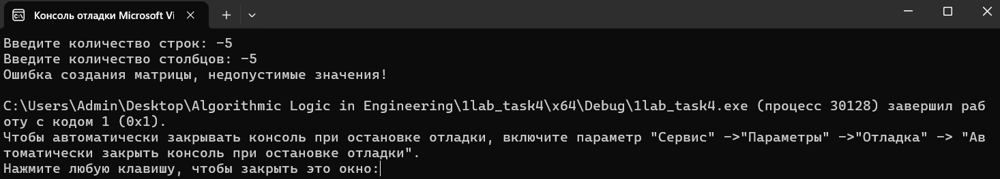 Консоль отладки Microsoft Vi
Введите количество строк: -5
Введите количество столбцов: -5
Ошибка создания матрицы, недопустимые значения!
C:\Users\Admin\Desktop\Algorithmic Logic in Engineering\1lab_task4\x64\Debug\1lab_task4.exe (процесс 30128) завершил раб
оту с кодом 1 (0x1).
Чтобы автоматически закрывать консоль при остановке отладки, включите параметр "Сервис" ->"Параметры" ->"Отладка" -> "Ав
томатически закрыть консоль при остановке отладки".
Нажмите любую клавишу, чтобы закрыть это окно: